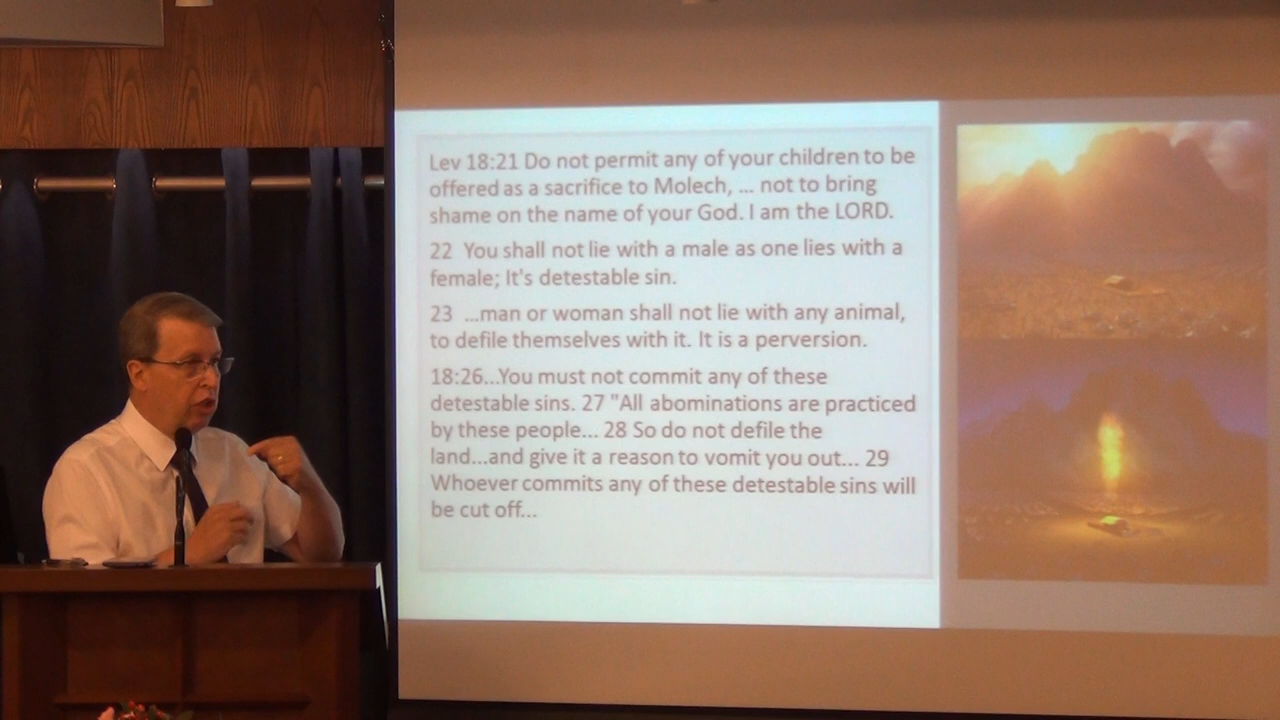 Lev 18:21 Do not permit any of your children to be
offered as a sacrifice to Molech, ... not to bring
shame on the name of your God. I am the LORD.
22  You shall not lie with a male as one lies with a
female; It's detestable sin.
23  ...man or woman shall not lie with any animal,
to defile themselves with it. It is a perversion.
18:26...You must not commit any of these
detestable sins. 27 "All abominations are practiced
by these people... 28 So do not defile the
land...and give it a reason to vomit you out... 29
Whoever commits any of these detestable sins will
be cut off...